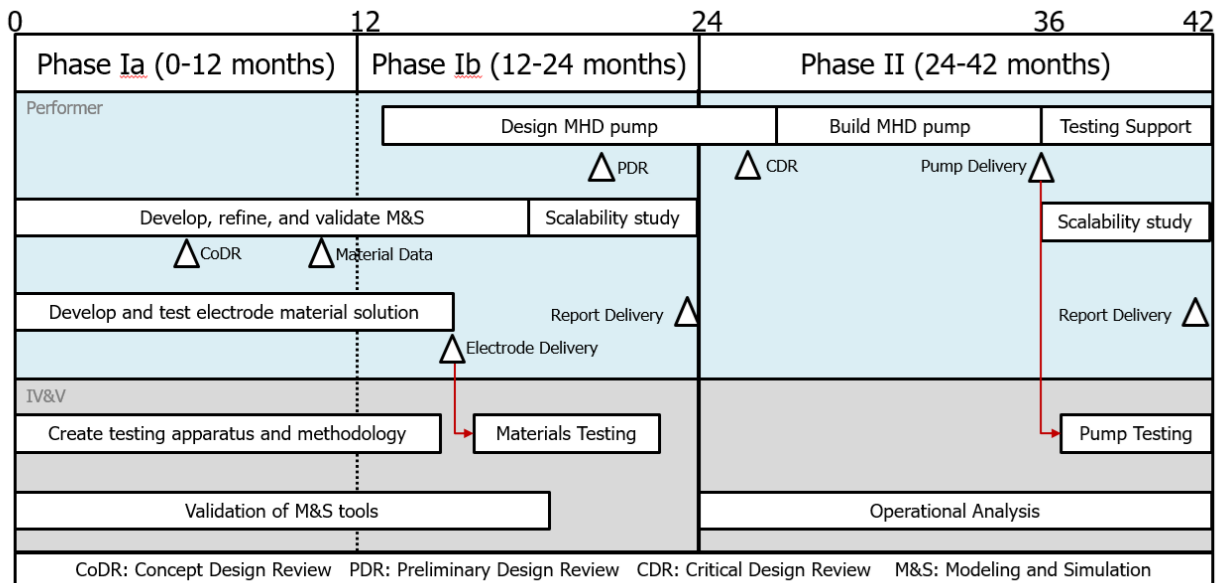 0 12 24 36 42
Phase Ia (0-12 months) Phase Ib (12-24 months) Phase II (24-42 months)
Performer
Design MHD pump Build MHD pump Testing Support
PDR CDR Pump Delivery
Develop, refine, and validate M&S Scalability study Scalability study
CoDR Material Data
Develop and test electrode material solution Report Delivery Report Delivery
Electrode Delivery
IV&V
Create testing apparatus and methodology Materials Testing Pump Testing
Validation of M&S tools Operational Analysis
CoDR: Concept Design Review PDR: Preliminary Design Review CDR: Critical Design Review M&S: Modeling and Simulation